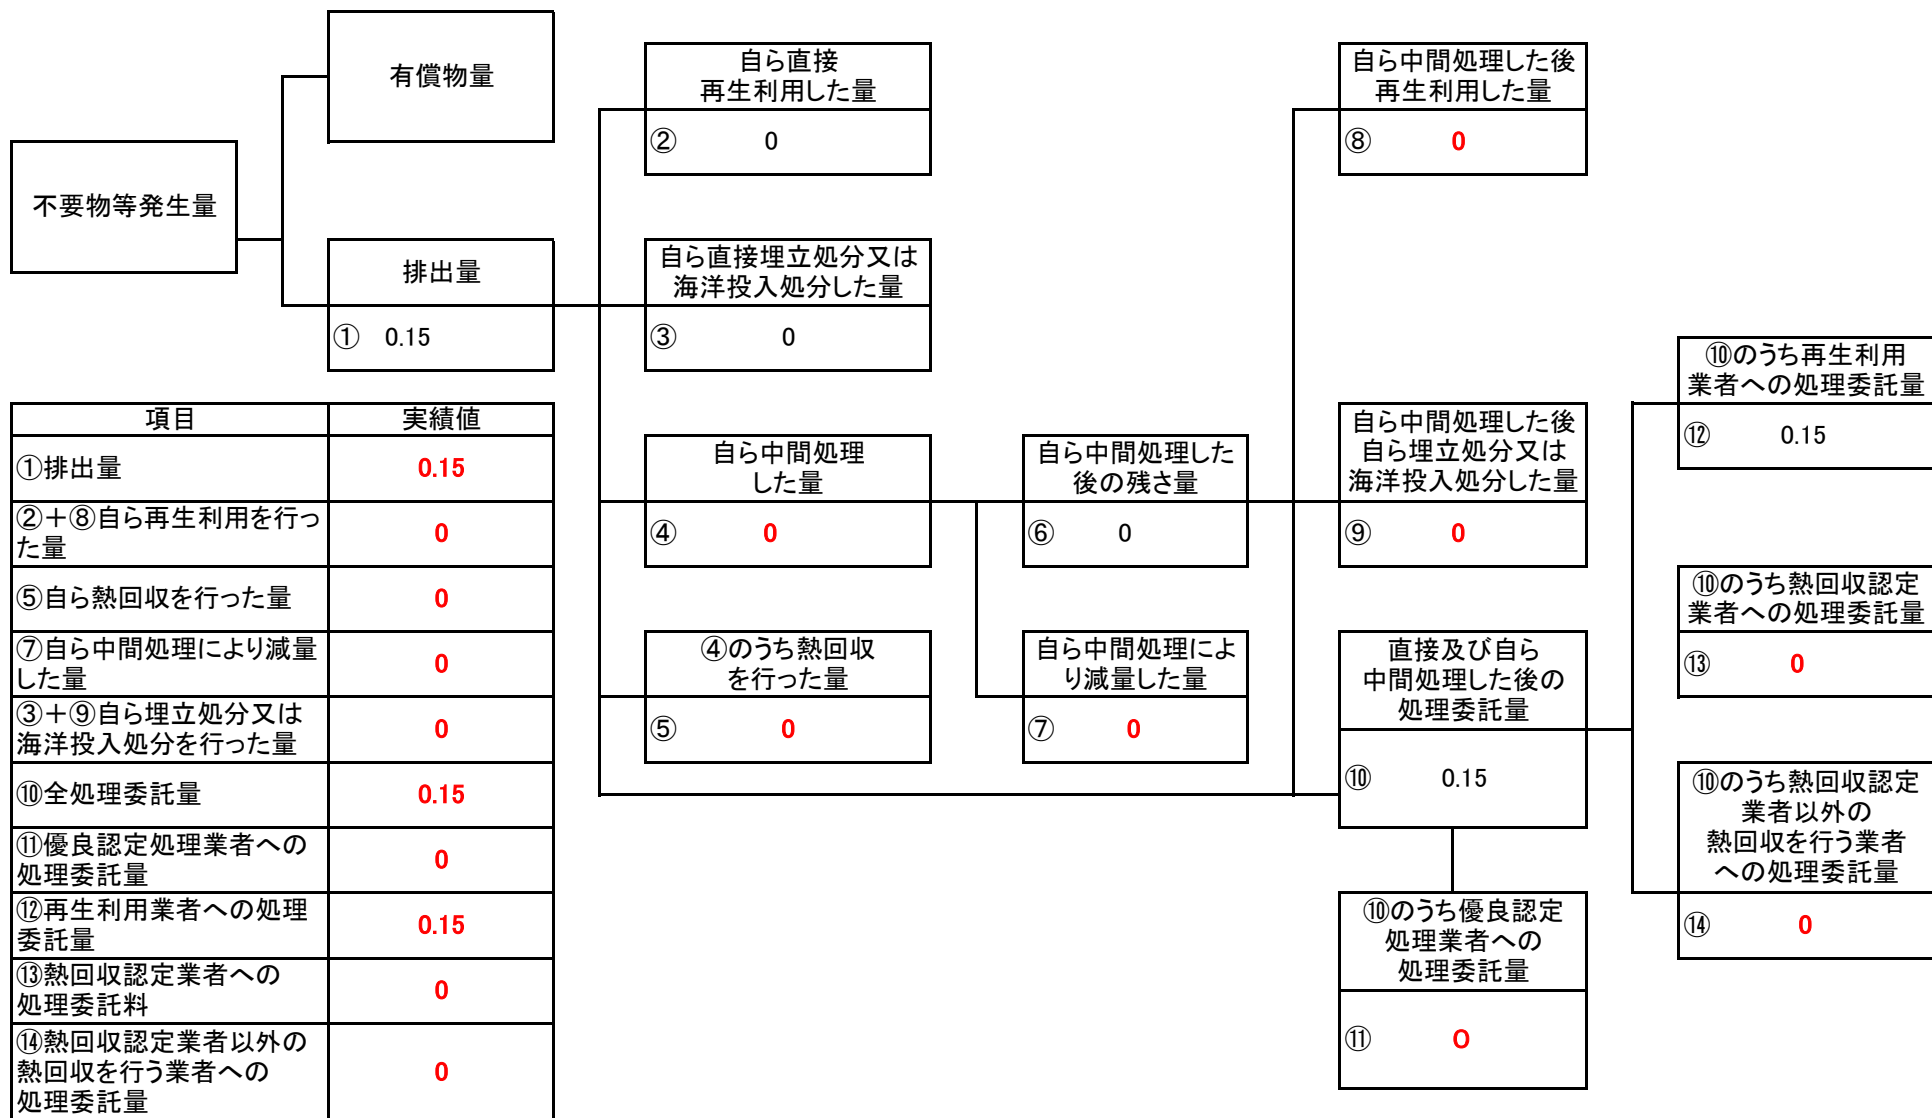 有償物量
不要物等発生量
排出量
① 0.15
自ら直接
再生利用した量
② 0
自ら直接埋立処分又は
海洋投入処分した量
③ 0
自ら中間処理
した量
④ 0
④のうち熱回収
を行った量
⑤ 0
自ら中間処理した
後の残さ量
⑥ 0
自ら中間処理によ
り減量した量
⑦ 0
自ら中間処理した後
再生利用した量
⑧ 0
自ら中間処理した後
自ら埋立処分又は
海洋投入処分した量
⑨ 0
直接及び自ら
中間処理した後の
処理委託量
⑩ 0.15
⑩のうち優良認定
処理業者への
処理委託量
⑪ 0
⑩のうち再生利用
業者への処理委託量
⑫ 0.15
⑩のうち熱回収認定
業者への処理委託量
⑬ 0
⑩のうち熱回収認定
業者以外の
熱回収を行う業者
への処理委託量
⑭ 0
項目 実績値
①排出量 0.15
②+⑧自ら再生利用を行っ
た量 0
⑤自ら熱回収を行った量 0
⑦自ら中間処理により減量
した量 0
③+⑨自ら埋立処分又は
海洋投入処分を行った量 0
⑩全処理委託量 0.15
⑪優良認定処理業者への
処理委託量 0
⑫再生利用業者への処理
委託量 0.15
⑬熱回収認定業者への
処理委託料 0
⑭熱回収認定業者以外の
熱回収を行う業者への
処理委託量 0